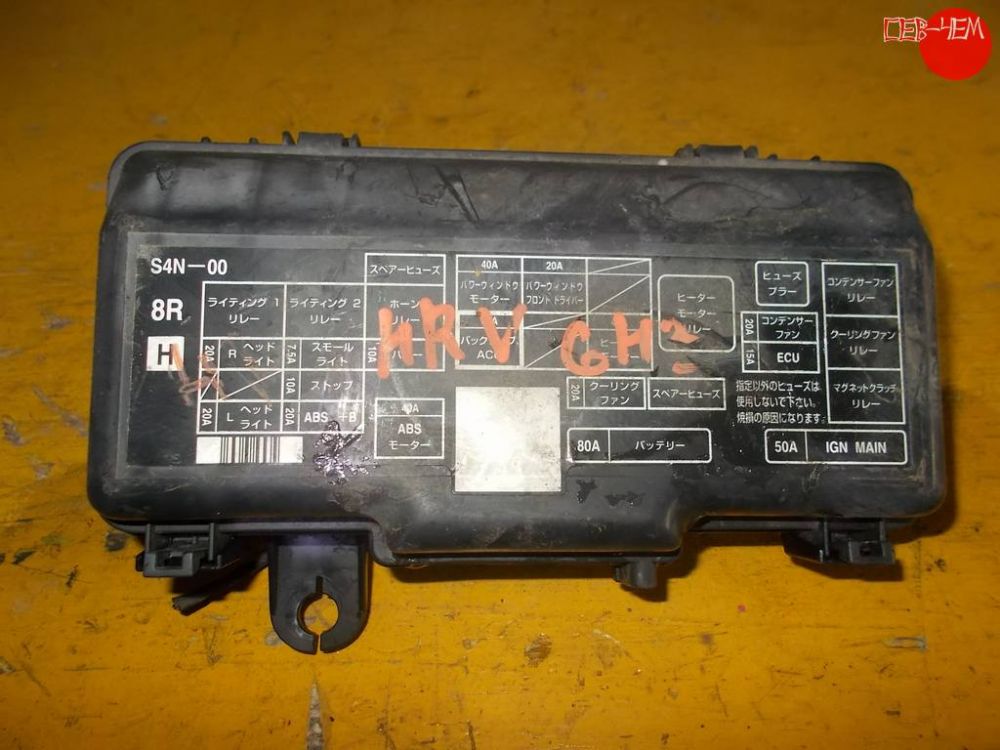 СЕВ-ЧЕМ
S4N-00
8R
H
スペアーヒューズ
ライティング 1
リレー
ライティング 2
リレー
ホーン
リレー
20A
R ヘッド
ライト
7.5A
スモール
ライト
10A
10A
ストップ
20A
L ヘッド
ライト
20A
ABS +B
40A
ABS
モーター
40A
20A
パワーウィンドウ
モーター
パワーウィンドウ
フロント ドライバー
ACC
ヒーター
モーター
リレー
20A
クーリング
ファン
スペアーヒューズ
80A
バッテリー
ヒューズ
プラー
20A
コンデンサー
ファン
15A
ECU
コンデンサーファン
リレー
クーリングファン
リレー
マグネットクラッチ
リレー
指定以外のヒューズは
使用しないで下さい。
焼損の原因になります。
50A
IGN MAIN
HRV